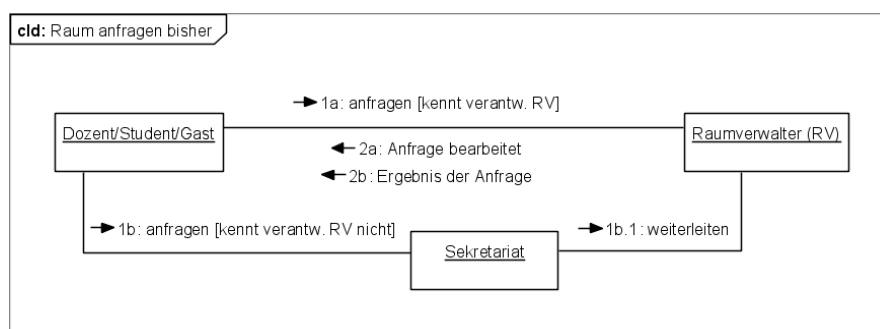 cld: Raum anfragen bisher
1a: anfragen [kennt verantw. RV]
Dozent/Student/Gast
Raumverwalter (RV)
2a: Anfrage bearbeitet
2b: Ergebnis der Anfrage
1b: anfragen [kennt verantw. RV nicht]
1b.1: weiterleiten
Sekretariat